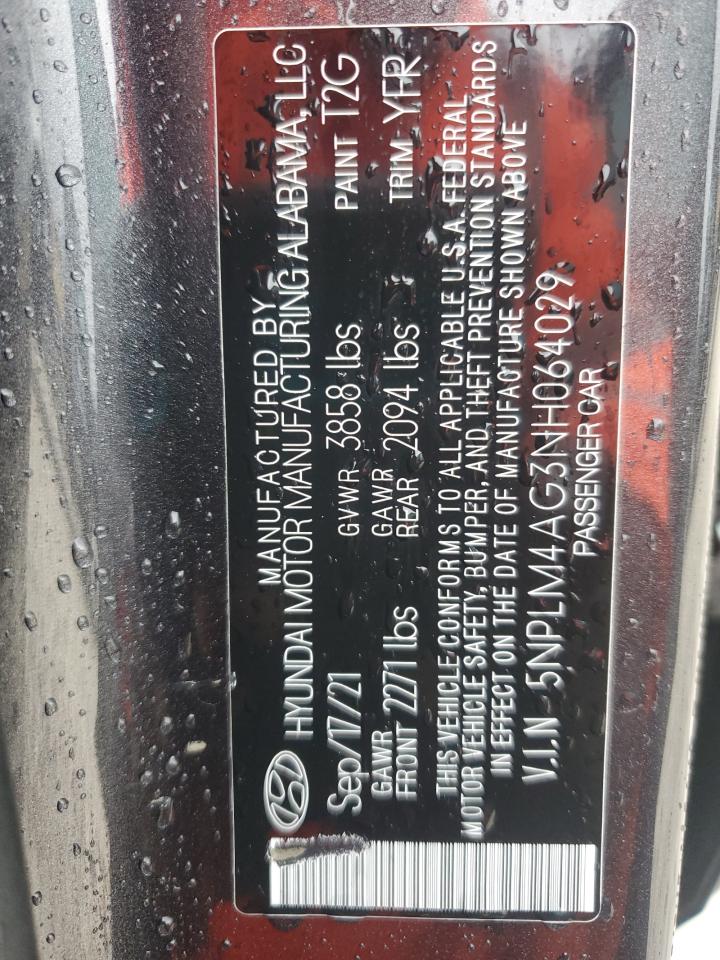 MANUFACTURED BY
HYUNDAI MOTOR MANUFACTURING ALABAMA, LLC
Sep/17/21 GVWR 3858 lbs PAINT T2G
GAWR FRONT 2271 lbs GAWR REAR 2094 lbs TRIM YFR
THIS VEHICLE CONFORMS TO ALL APPLICABLE U.S.A. FEDERAL
MOTOR VEHICLE SAFETY, BUMPER, AND THEFT PREVENTION STANDARDS
IN EFFECT ON THE DATE OF MANUFACTURE SHOWN ABOVE
V.I.N 5NPLM4AG3NH064029
PASSENGER CAR